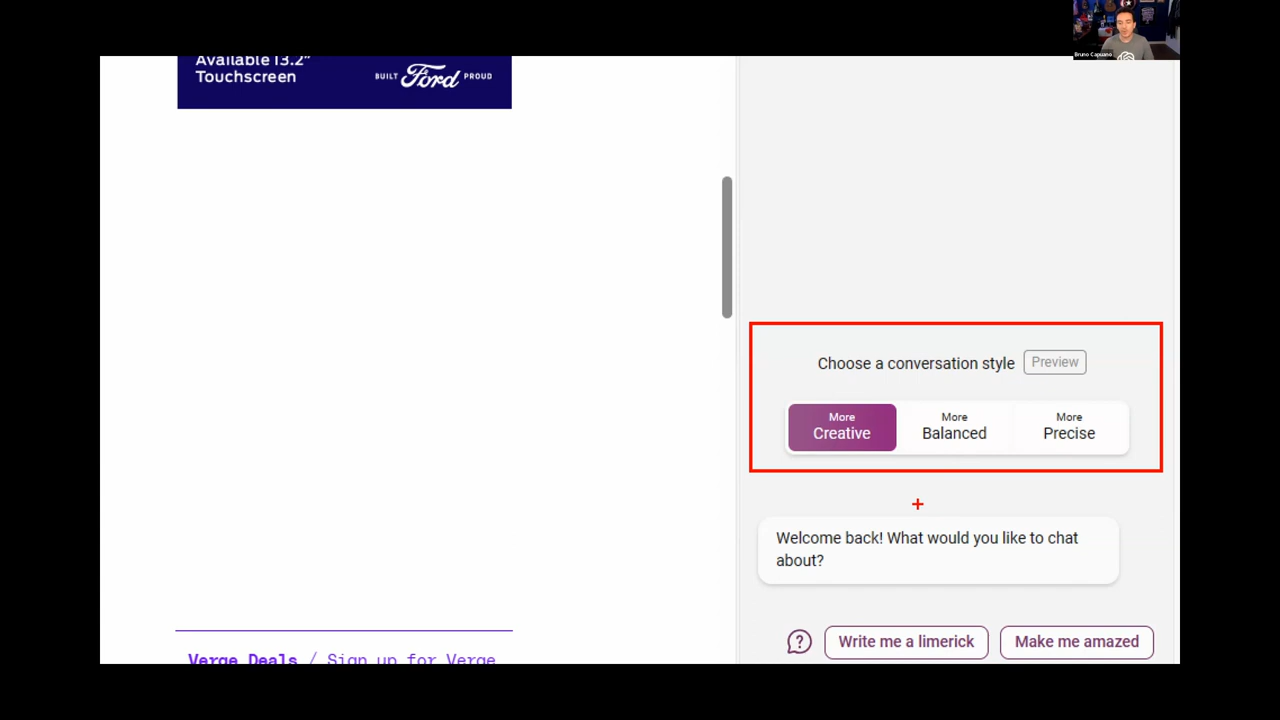 Available 13.2”
Touchscreen
BUILT Ford PROUD
Bruno Capuano
Choose a conversation style Preview
More
Creative
More
Balanced
More
Precise
Welcome back! What would you like to chat
about?
Write me a limerick
Make me amazed
Verge Deals / Sign up for Verge